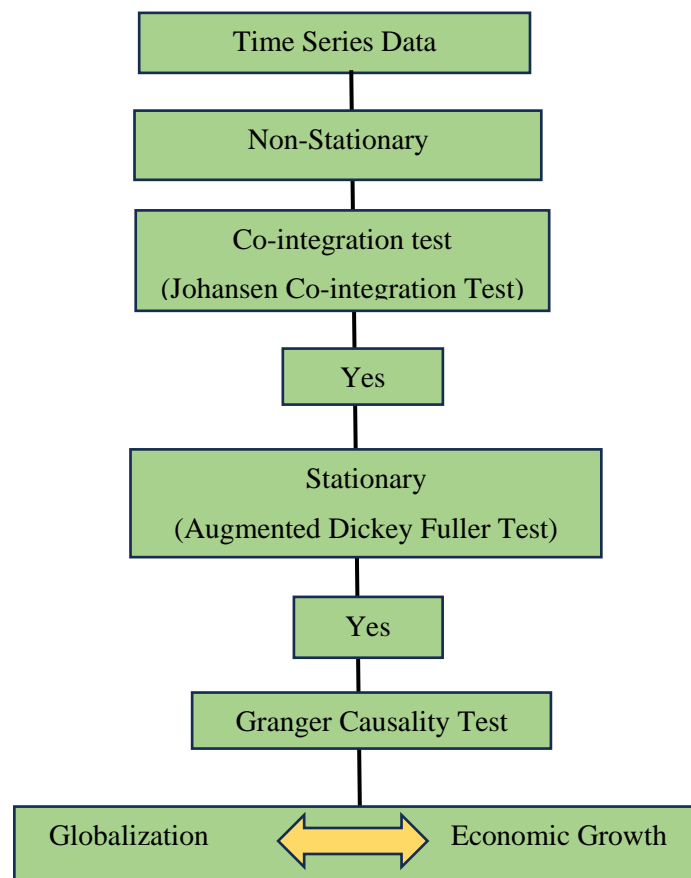 Time Series Data
Non-Stationary
Co-integration test
(Johansen Co-integration Test)
Yes
Stationary
(Augmented Dickey Fuller Test)
Yes
Granger Causality Test
Globalization Economic Growth